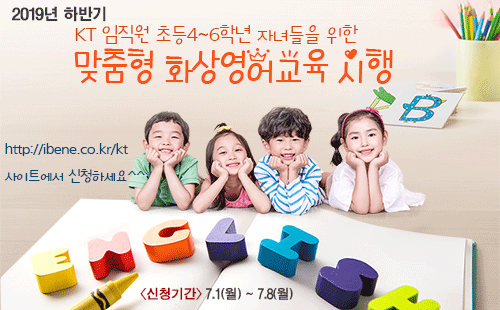 2019년 하반기
KT 임직원 초등4~6학년 자녀들을 위한
맞춤형 화상영어교육 시행
B
http://ibene.co.kr/kt
사이트에서 신청하세요^^
ENGLISH
<신청기간> 7.1(월) ~ 7.8(월)